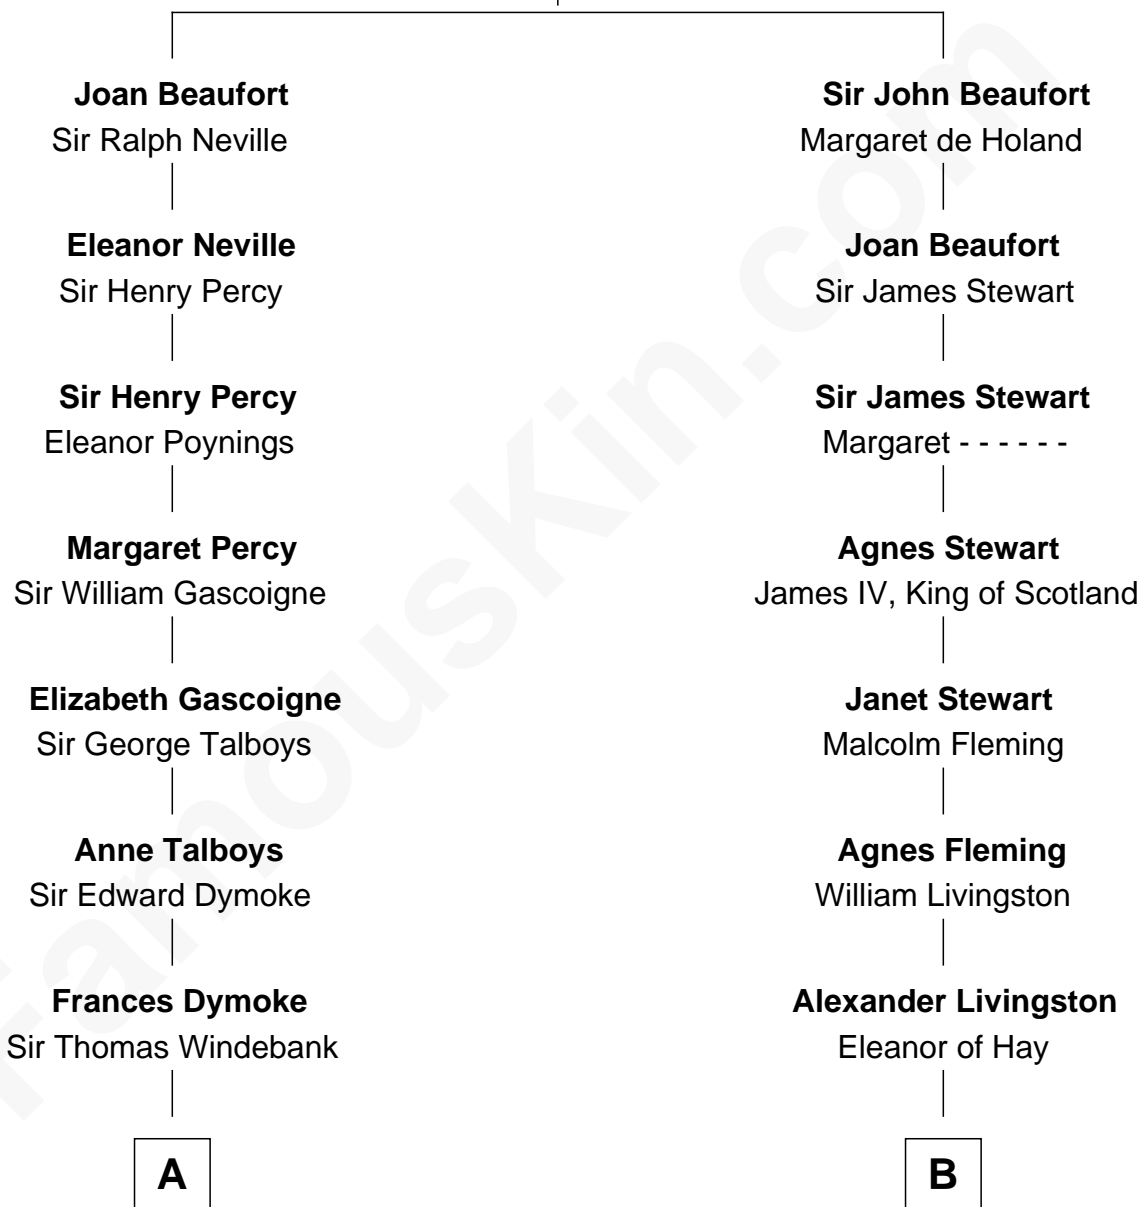 Joan Beaufort
Sir Ralph Neville
Eleanor Neville
Sir Henry Percy
Sir Henry Percy
Eleanor Poynings
Margaret Percy
Sir William Gascoigne
Elizabeth Gascoigne
Sir George Talboys
Anne Talboys
Sir Edward Dymoke
Frances Dymoke
Sir Thomas Windebank
A
Sir John Beaufort
Margaret de Holand
Joan Beaufort
Sir James Stewart
Sir James Stewart
Margaret - - - - - -
Agnes Stewart
James IV, King of Scotland
Janet Stewart
Malcolm Fleming
Agnes Fleming
William Livingston
Alexander Livingston
Eleanor of Hay
B
FamousKin.com